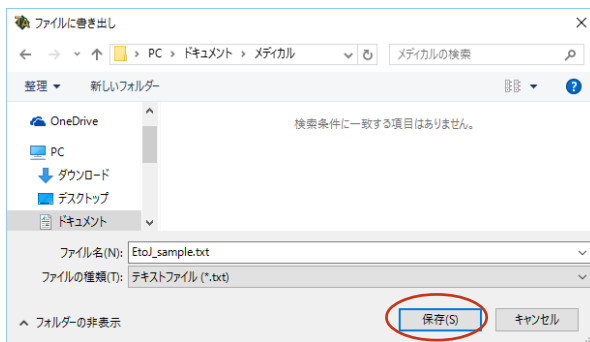 ファイルに書き出し
PC › ドキュメント › メディカル
メディカルの検索
整理 新しいフォルダー
OneDrive
検索条件に一致する項目はありません。
PC
ダウンロード
デスクトップ
ドキュメント
ファイル名(N): EtoJ_sample.txt
ファイルの種類(T): テキストファイル (*.txt)
フォルダーの非表示
保存(S) キャンセル